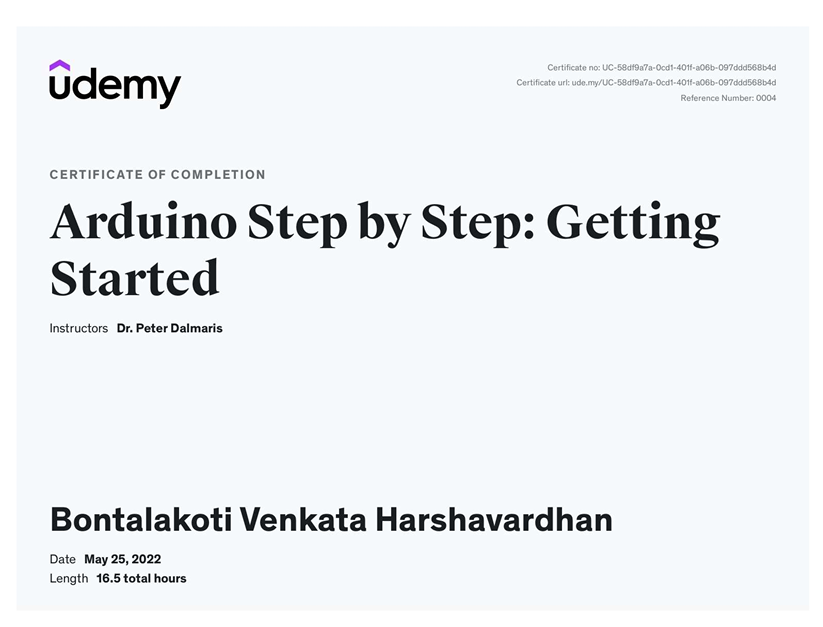 udemy
Certificate no: UC-58df9a7a-0cd1-401f-a06b-097ddd568b4d
Certificate url: ude.my/UC-58df9a7a-0cd1-401f-a06b-097ddd568b4d
Reference Number: 0004
CERTIFICATE OF COMPLETION
Arduino Step by Step: Getting
Started
Instructors Dr. Peter Dalmaris
Bontalakoti Venkata Harshavardhan
Date May 25, 2022
Length 16.5 total hours